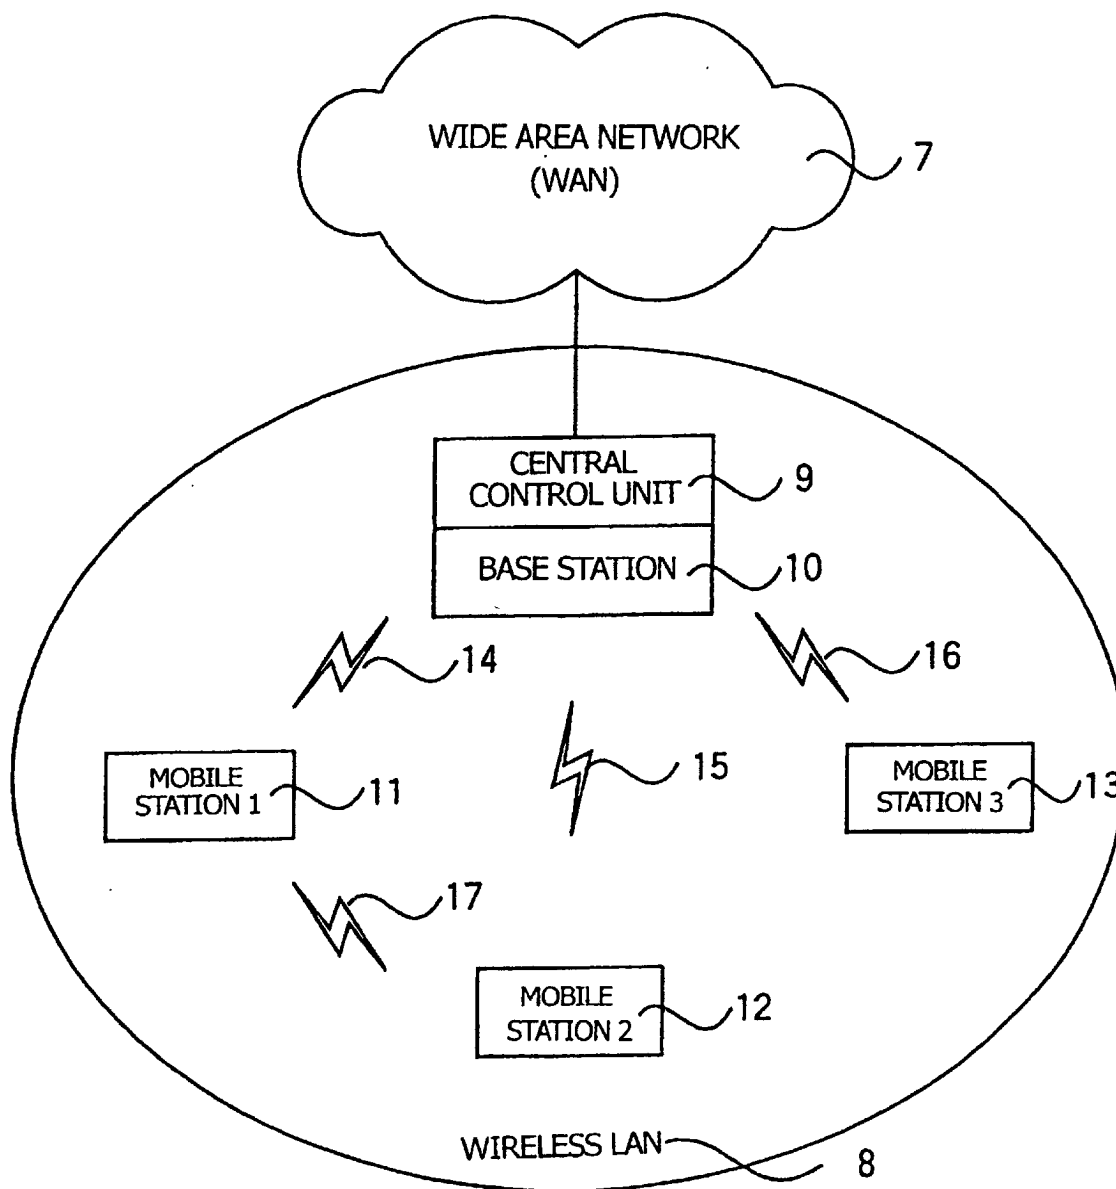 WIDE AREA NETWORK
(WAN)
7
CENTRAL
CONTROL UNIT
9
BASE STATION
10
14
16
15
MOBILE
STATION 1
11
MOBILE
STATION 3
13
17
MOBILE
STATION 2
12
WIRELESS LAN
8